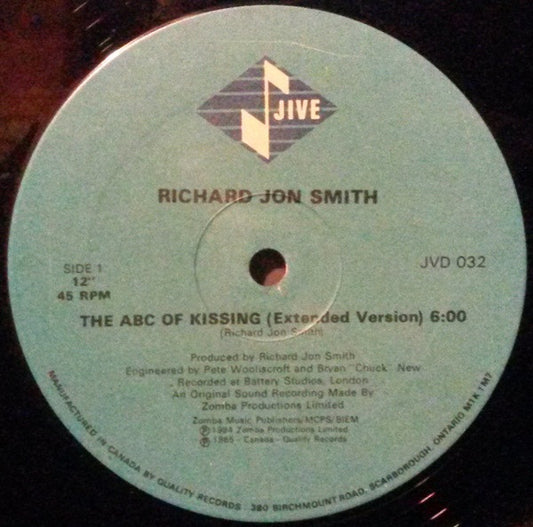 JIVE
RICHARD JON SMITH
SIDE 1
12"
45 RPM
JVD 032
THE ABC OF KISSING (Extended Version) 6:00
(Richard Jon Smith)
Produced by Richard Jon Smith
Engineered by Pete Wooliscroft and Bryan "Chuck" New
Recorded at Battery Studios, London
An Original Sound Recording Made By
Zomba Productions Limited
Zomba Music Publishers/MCPS/BIEM
Ⓟ 1984 Zomba Productions Limited
Ⓟ 1985 - Canada - Quality Records
MANUFACTURED IN CANADA BY QUALITY RECORDS . 380 BIRCHMOUNT ROAD, SCARBOROUGH, ONTARIO M1K 1M7